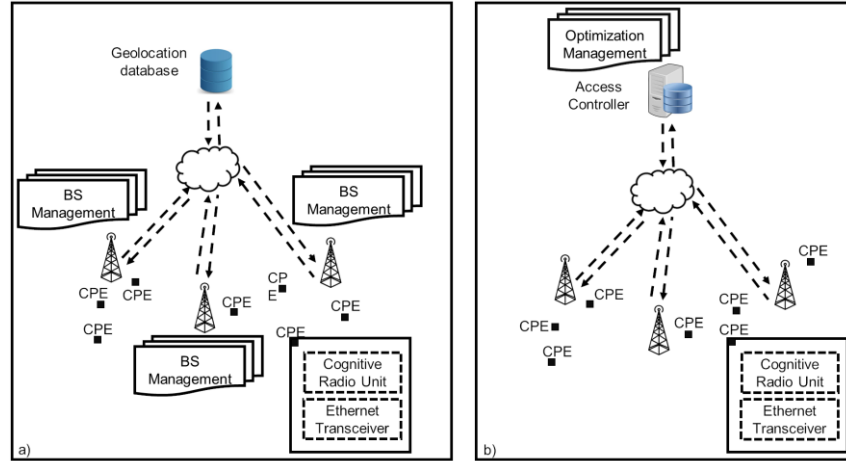 Geolocation
database
BS
Management
BS
Management
CPE
CPE
CP
E
CPE
CPE
CPE
CPE
BS
Management
Cognitive
Radio Unit
Ethernet
Transceiver
a)
Optimization
Management
Access
Controller
CPE
CPE
CPE
CPE
CPE
CPE
CPE
Cognitive
Radio Unit
Ethernet
Transceiver
b)